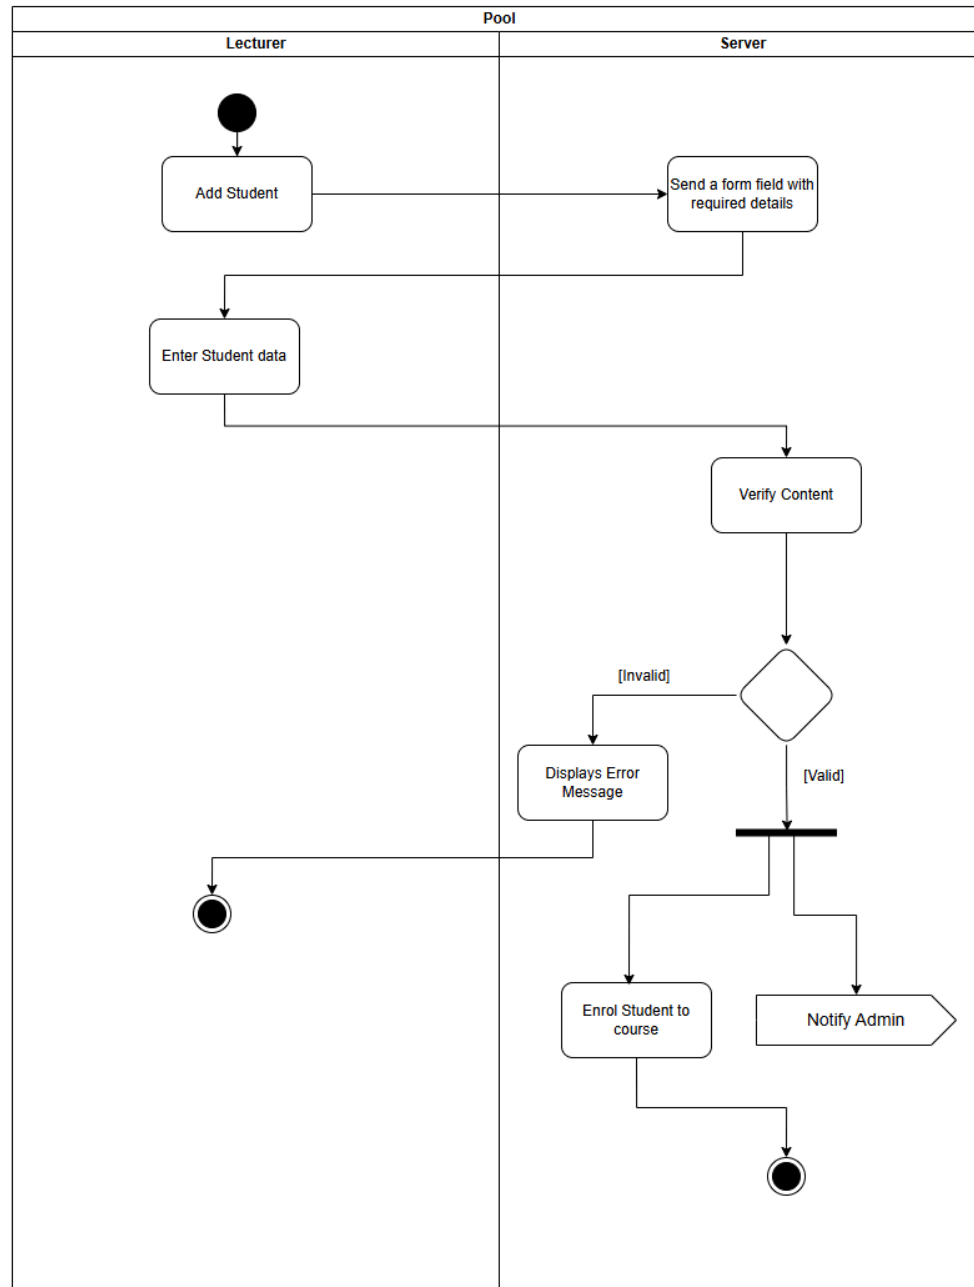 Pool
Lecturer
Server
Add Student
Send a form field with
required details
Enter Student data
Verify Content
[Invalid]
Displays Error
Message
[Valid]
Enrol Student to
course
Notify Admin